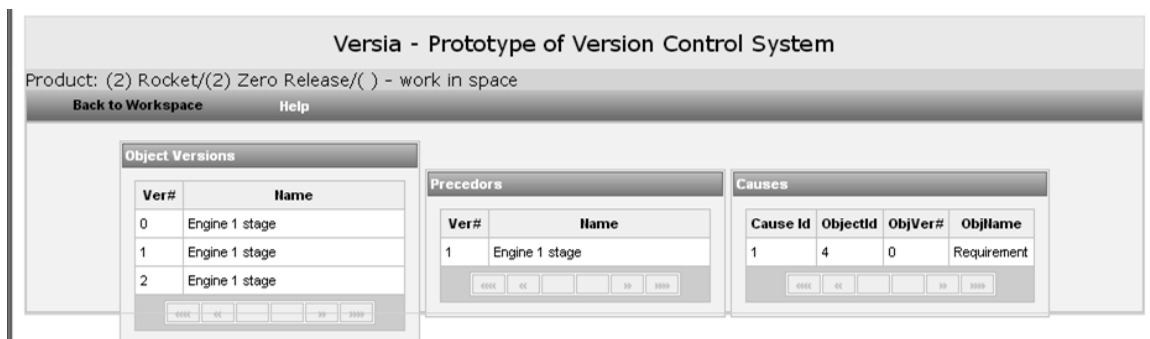 Versia - Prototype of Version Control System
Product: (2) Rocket/(2) Zero Release/( ) - work in space
Back to Workspace Help
Object Versions
Ver# Name
0 Engine 1 stage
1 Engine 1 stage
2 Engine 1 stage
«« « » »»
Precedors
Ver# Name
1 Engine 1 stage
«« « » »»
Causes
Cause Id ObjectId ObjVer# ObjName
1 4 0 Requirement
«« « » »»